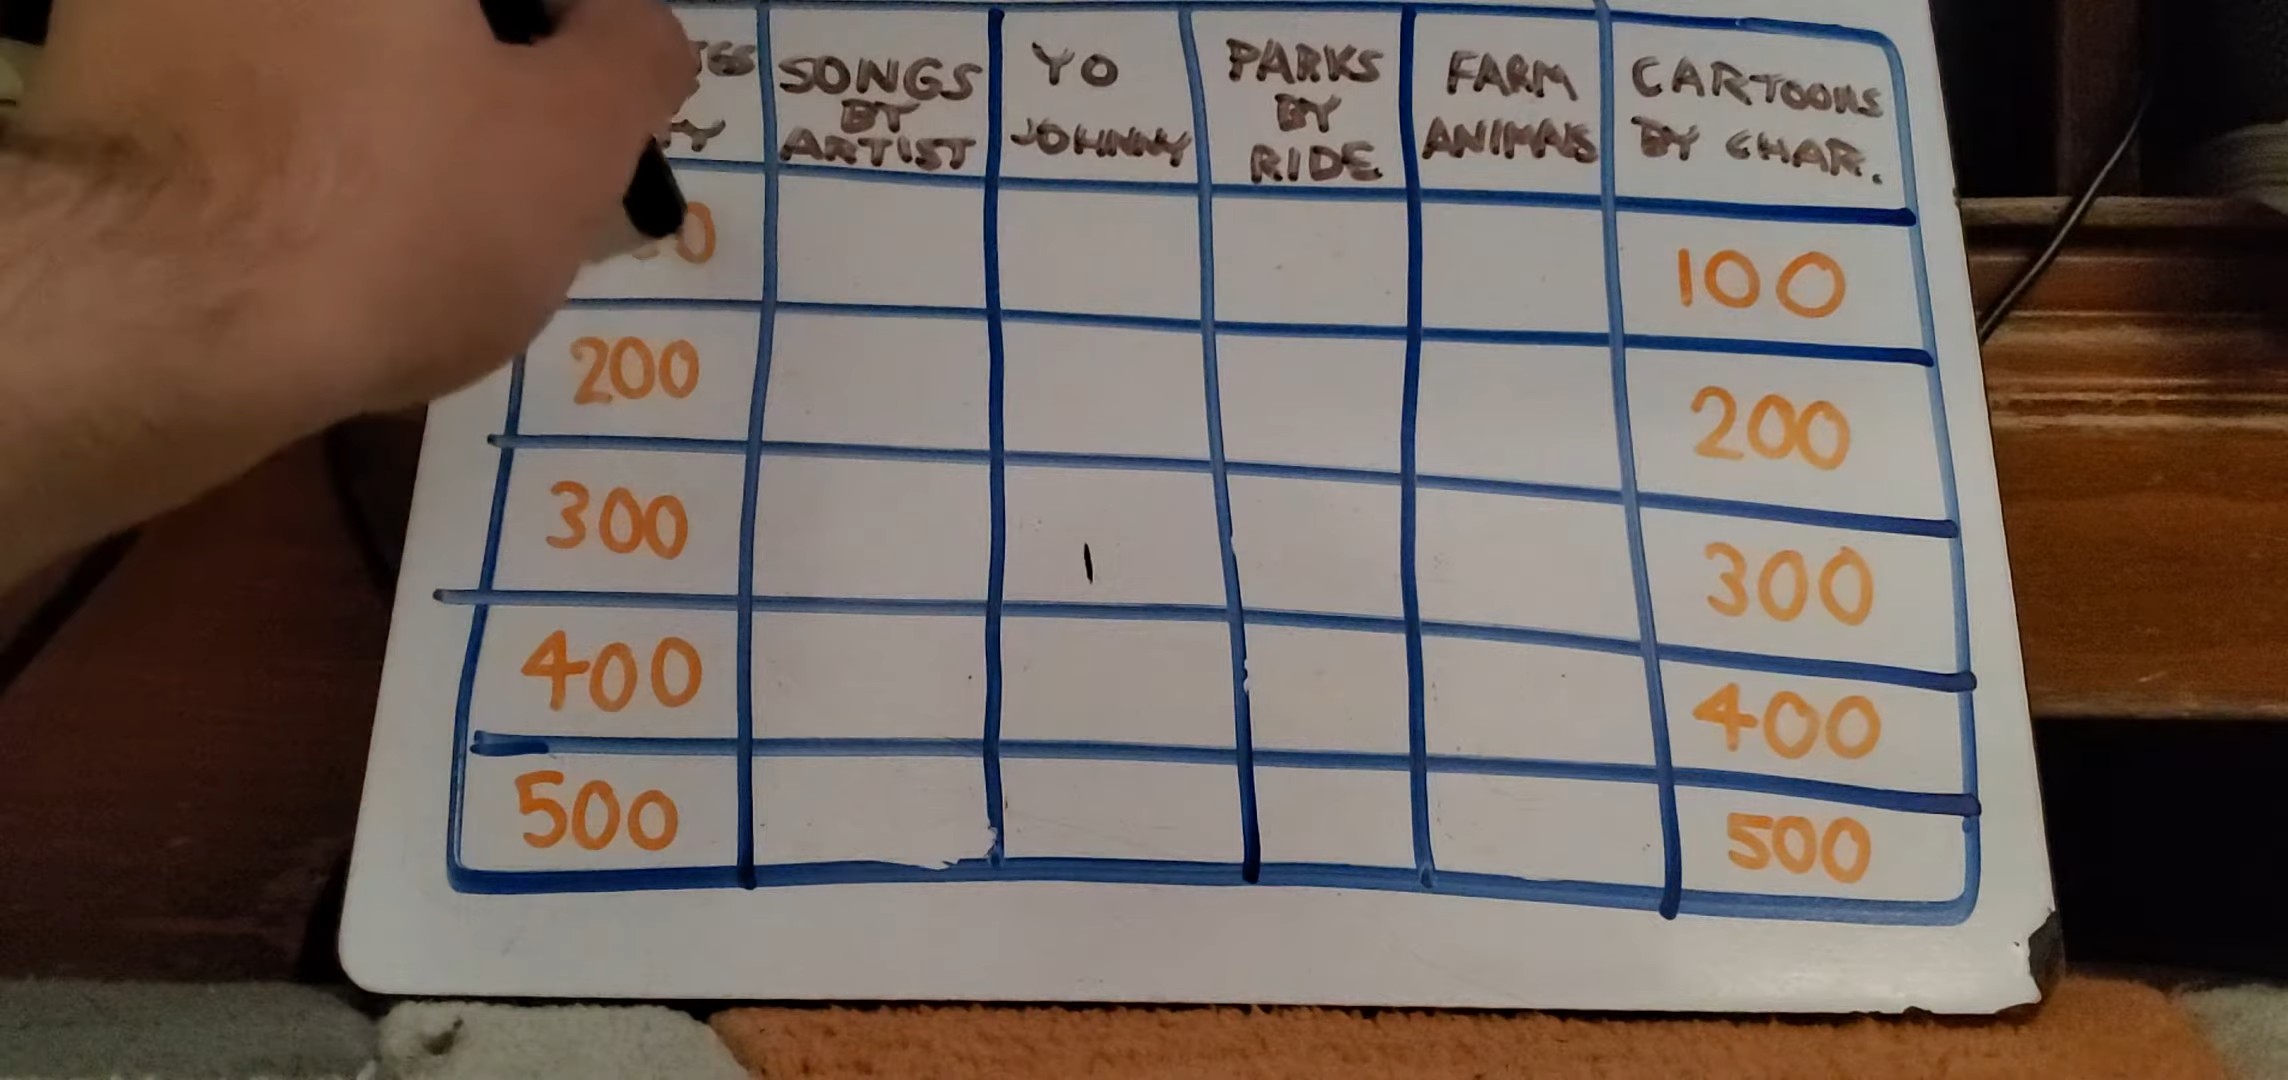 SONGS
BY
ARTIST
YO
JOHNNY
PARKS
BY
RIDE
FARM
ANIMALS
CARTOONS
BY CHAR.
100
200
200
300
300
400
400
500
500